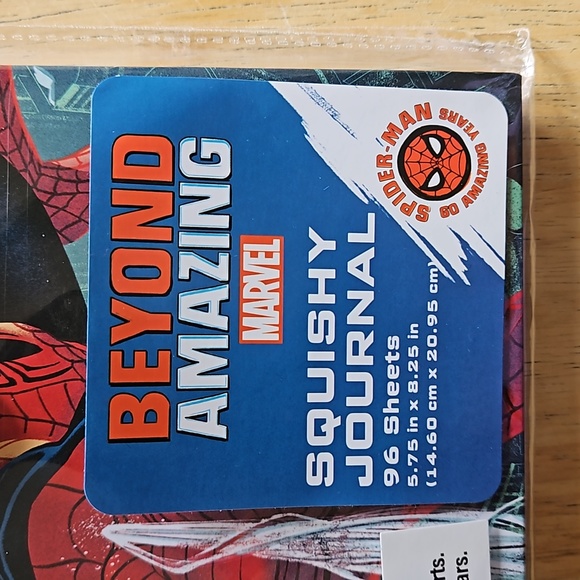 BEYOND
AMAZING
MARVEL
SPIDER-MAN
60 AMAZING YEARS
SQUISHY
JOURNAL
96 Sheets
5.75 in x 8.25 in
(14.60 cm x 20.95 cm)